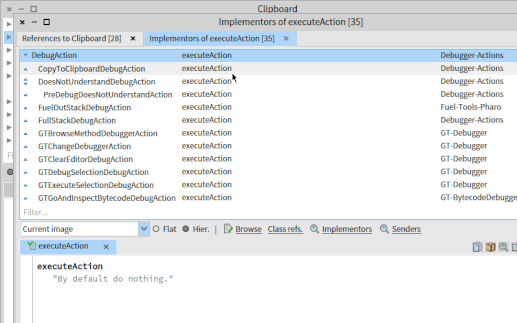 Clipboard
Implementors of executeAction [35]
References to Clipboard [28] Implementors of executeAction [35]
DebugAction executeAction Debugger-Actions
CopyToClipboardDebugAction executeAction Debugger-Actions
DoesNotUnderstandDebugAction executeAction Debugger-Actions
PreDebugDoesNotUnderstandAction executeAction Debugger-Actions
FuelOutStackDebugAction executeAction Fuel-Tools-Pharo
FullStackDebugAction executeAction Debugger-Actions
GTBrowseMethodDebuggerAction executeAction GT-Debugger
GTChangeDebuggerAction executeAction GT-Debugger
GTClearEditorDebugAction executeAction GT-Debugger
GTDebugSelectionDebugAction executeAction GT-Debugger
GTExecuteSelectionDebugAction executeAction GT-Debugger
GTGoAndInspectBytecodeDebugAction executeAction GT-BytecodeDebugge
Filter...
Current image Flat Hier. | Browse Class refs. Implementors Senders
executeAction
executeAction
"By default do nothing."